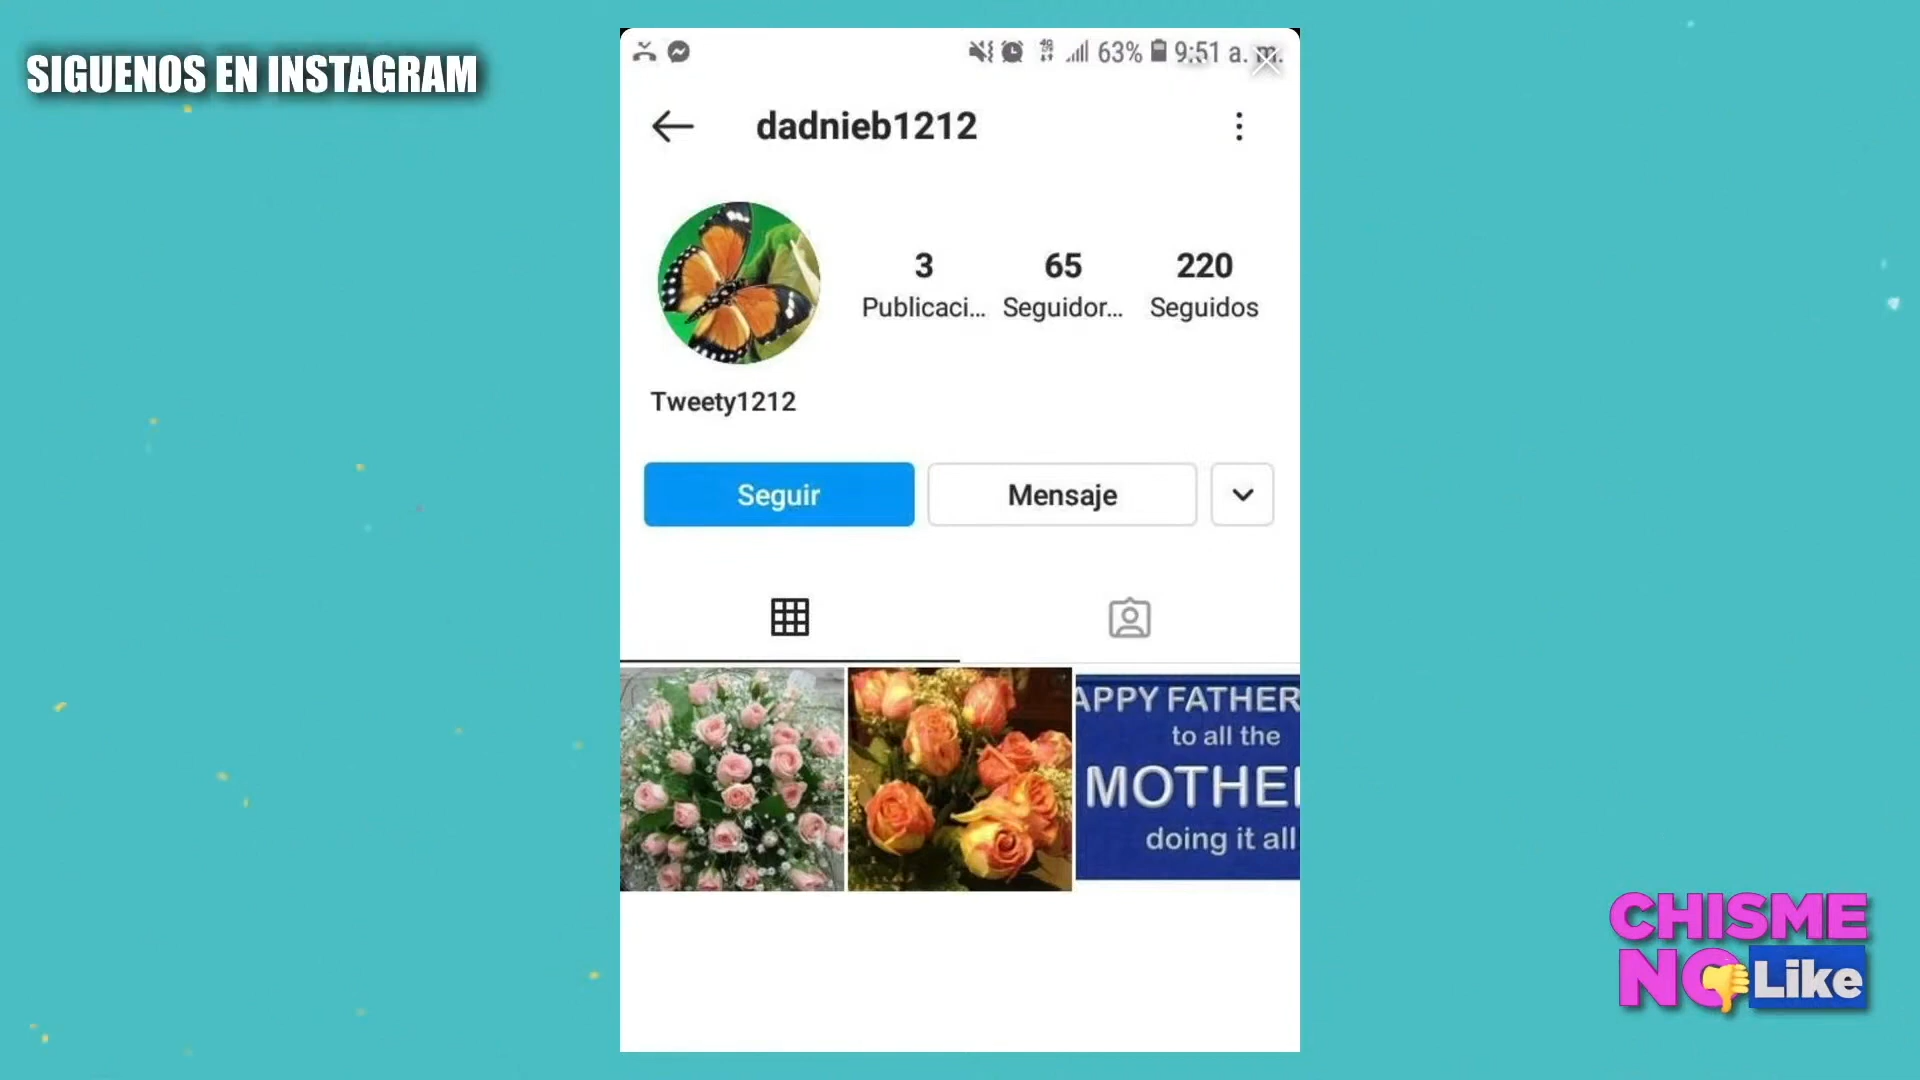 SIGUENOS EN INSTAGRAM
63% 9:51 a. m.
dadnieb1212
3 65 220
Publicaci... Seguidor... Seguidos
Tweety1212
Seguir Mensaje
APPY FATHER
to all the
MOTHE
doing it all
CHISME
NO Like